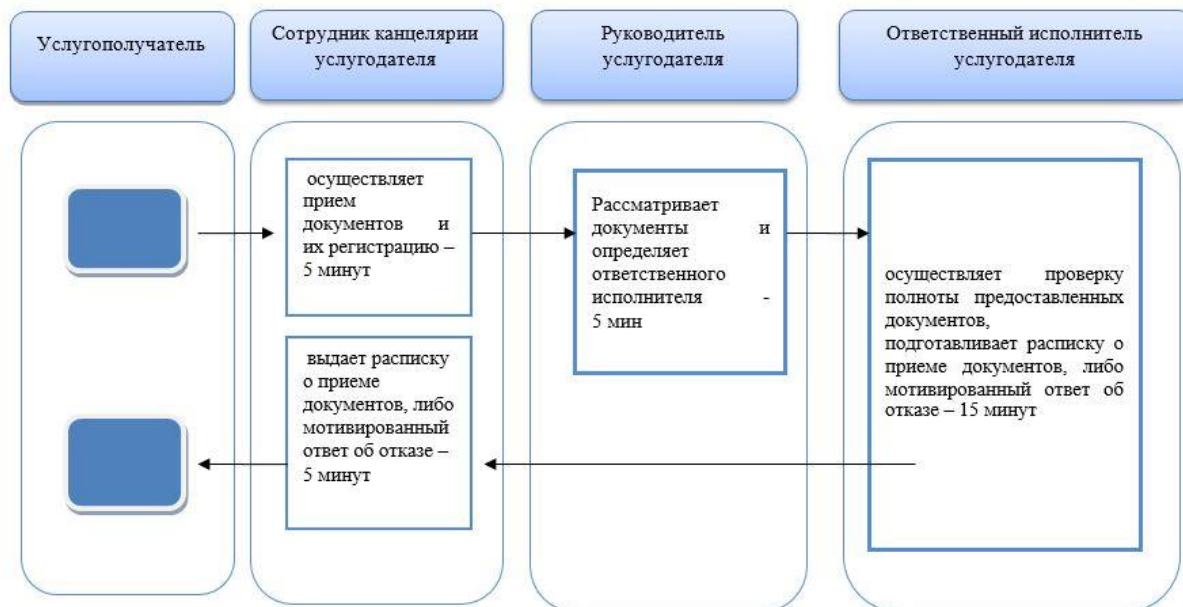 Услугополучатель
Сотрудник канцелярии
услугодателя
Руководитель
услугодателя
Ответственный исполнитель
услугодателя
осуществляет
прием
документов и
их регистрацию –
5 минут
Рассматривает
документы и
определяет
ответственного
исполнителя -
5 мин
осуществляет проверку
полноты предоставленных
документов,
подготавливает расписку о
приеме документов, либо
мотивированный ответ об
отказе – 15 минут
выдает расписку
о приеме
документов, либо
мотивированный
ответ об отказе –
5 минут